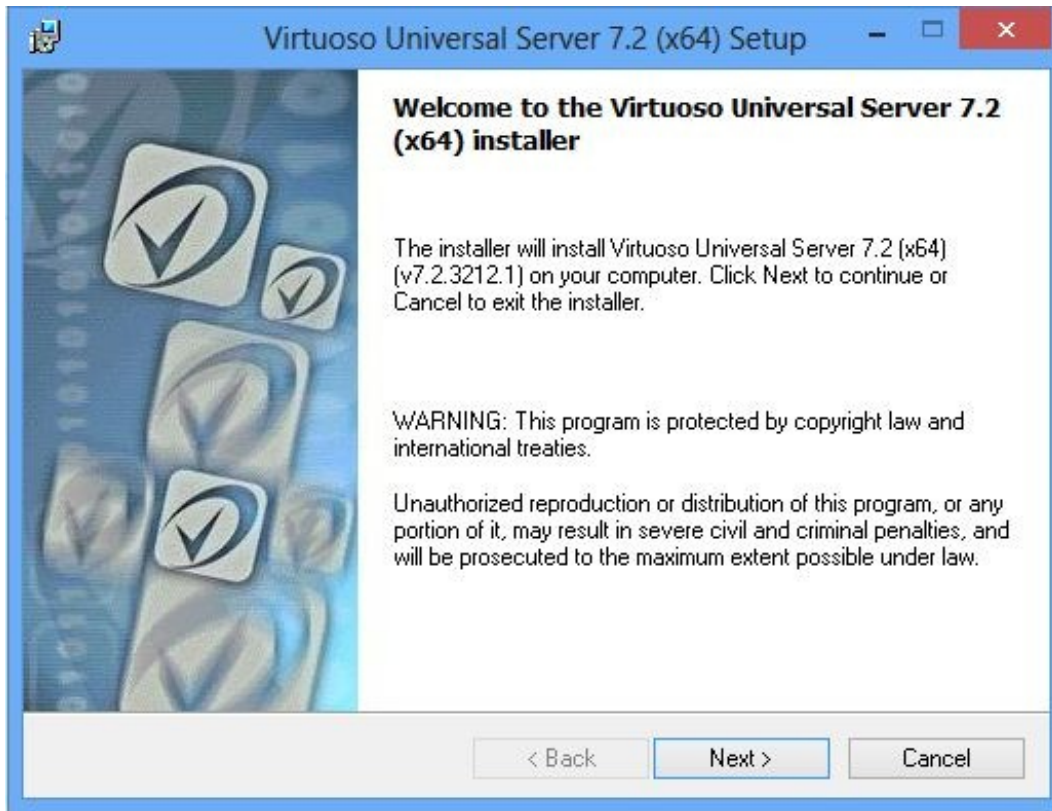 Virtuoso Universal Server 7.2 (x64) Setup
Welcome to the Virtuoso Universal Server 7.2
(x64) installer
The installer will install Virtuoso Universal Server 7.2 (x64)
(v7.2.3212.1) on your computer. Click Next to continue or
Cancel to exit the installer.
WARNING: This program is protected by copyright law and
international treaties.
Unauthorized reproduction or distribution of this program, or any
portion of it, may result in severe civil and criminal penalties, and
will be prosecuted to the maximum extent possible under law.
< Back
Next >
Cancel